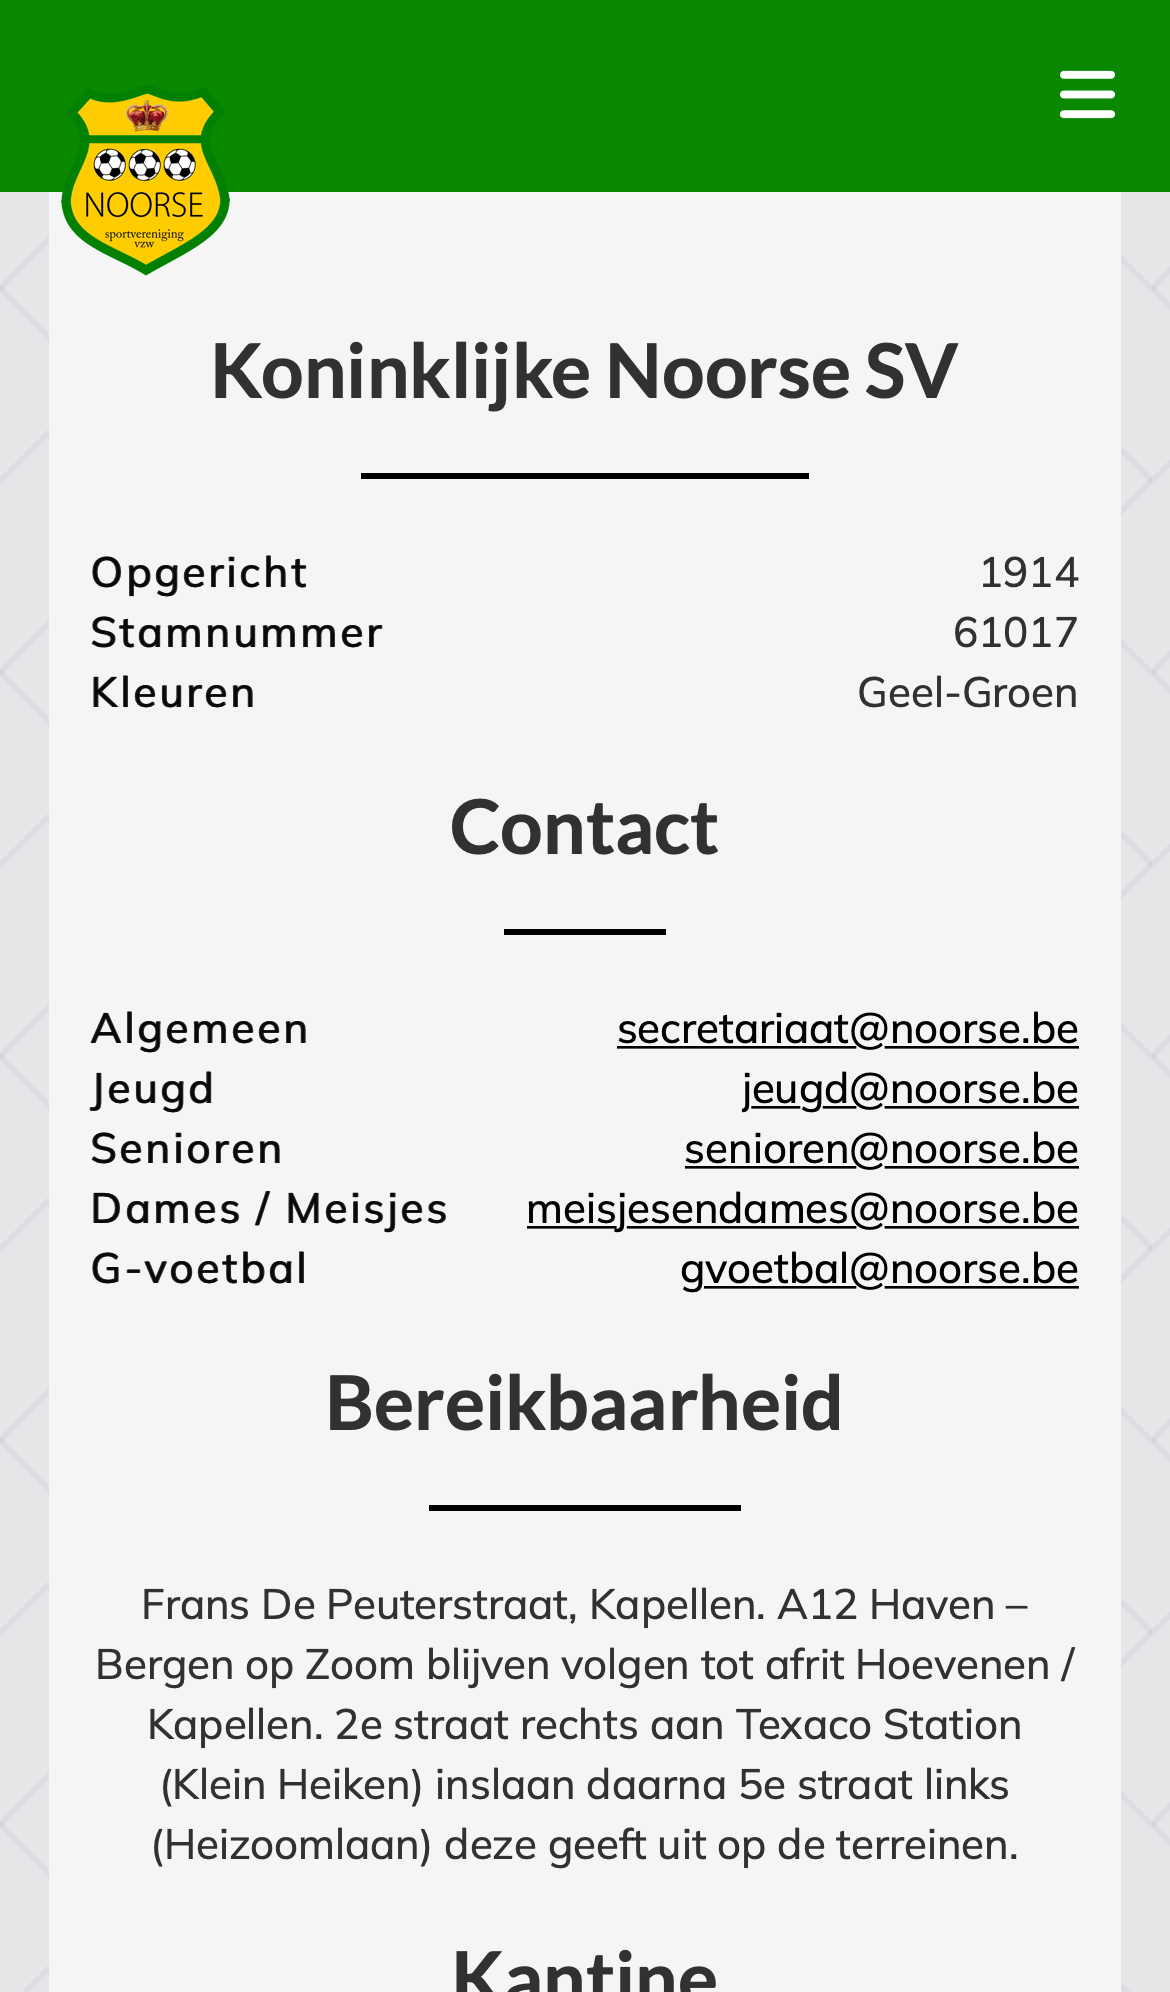 NOORSE
sportvereniging
vzw
Koninklijke Noorse SV
Opgericht 1914
Stamnummer 61017
Kleuren Geel-Groen
Contact
Algemeen secretariaat@noorse.be
Jeugd jeugd@noorse.be
Senioren senioren@noorse.be
Dames / Meisjes meisjesendames@noorse.be
G-voetbal gvoetbal@noorse.be
Bereikbaarheid
Frans De Peuterstraat, Kapellen. A12 Haven –
Bergen op Zoom blijven volgen tot afrit Hoevenen /
Kapellen. 2e straat rechts aan Texaco Station
(Klein Heiken) inslaan daarna 5e straat links
(Heizoomlaan) deze geeft uit op de terreinen.
Kantine